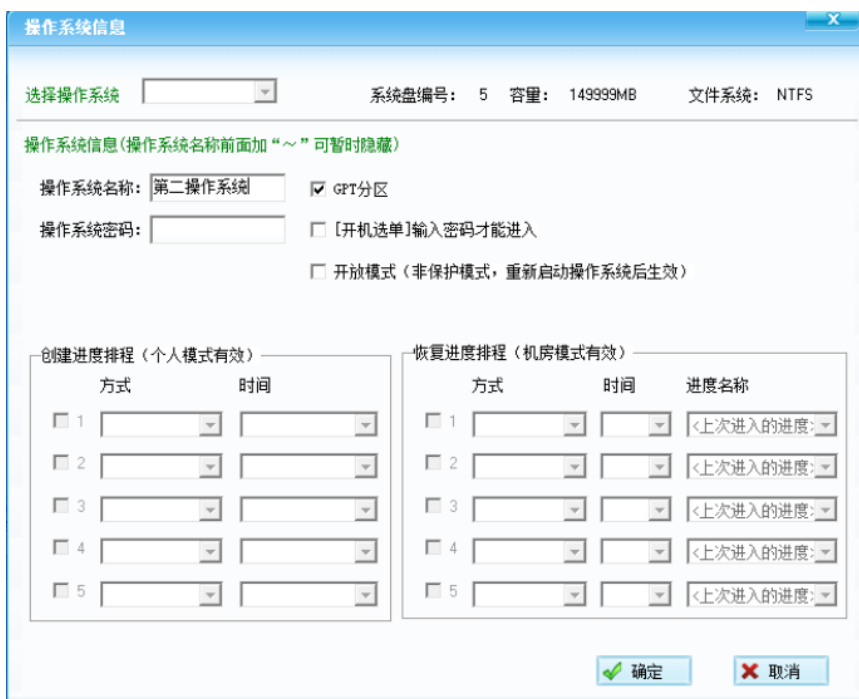 操作系统信息
选择操作系统 系统盘编号： 5 容量： 149999MB 文件系统： NTFS
操作系统信息(操作系统名称前面加“～”可暂时隐藏)
操作系统名称： 第二操作系统 GPT分区
操作系统密码： [开机选单]输入密码才能进入
开放模式（非保护模式，重新启动操作系统后生效）
创建进度排程（个人模式有效） 恢复进度排程（机房模式有效）
方式 时间 方式 时间 进度名称
1 1 <上次进入的进度>
2 2 <上次进入的进度>
3 3 <上次进入的进度>
4 4 <上次进入的进度>
5 5 <上次进入的进度>
确定 取消